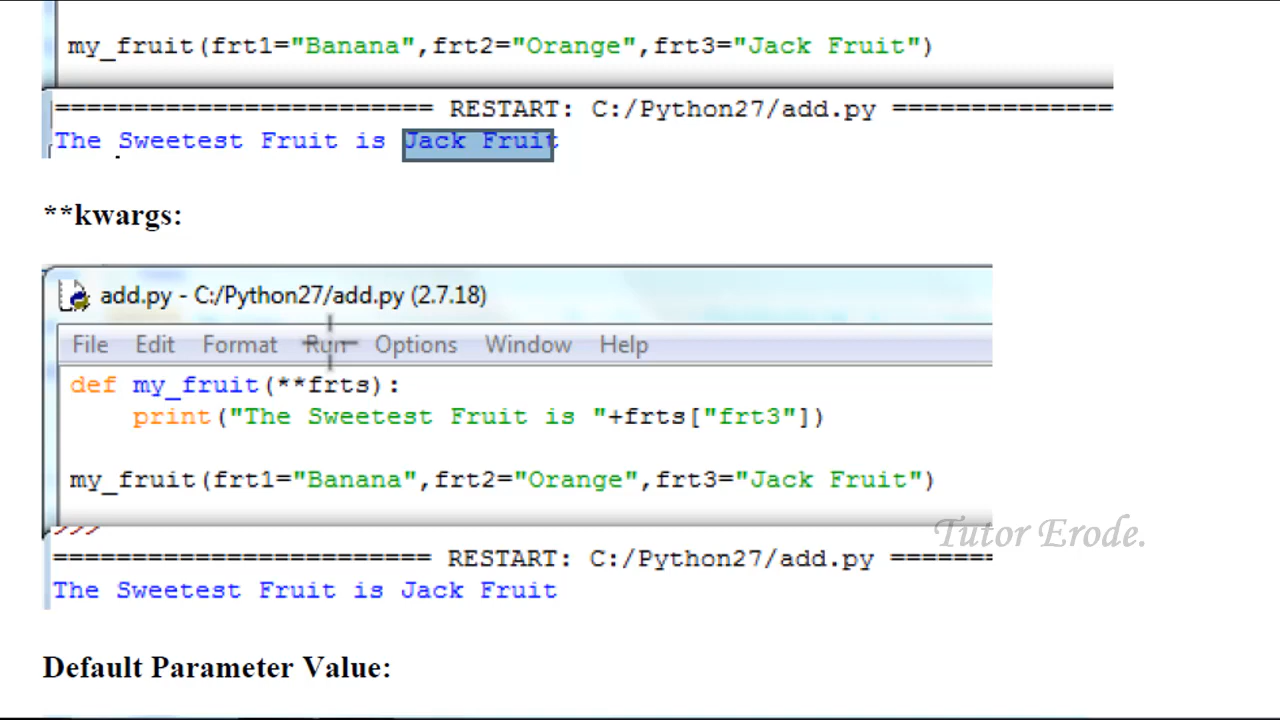 my_fruit(frt1="Banana",frt2="Orange",frt3="Jack Fruit")
======================== RESTART: C:/Python27/add.py ==============
The Sweetest Fruit is Jack Fruit
**kwargs:
add.py - C:/Python27/add.py (2.7.18)
File Edit Format Run Options Window Help
def my_fruit(**frts):
    print("The Sweetest Fruit is "+frts["frt3"])
my_fruit(frt1="Banana",frt2="Orange",frt3="Jack Fruit")
Tutor Erode.
>>>
======================== RESTART: C:/Python27/add.py =======
The Sweetest Fruit is Jack Fruit
Default Parameter Value: